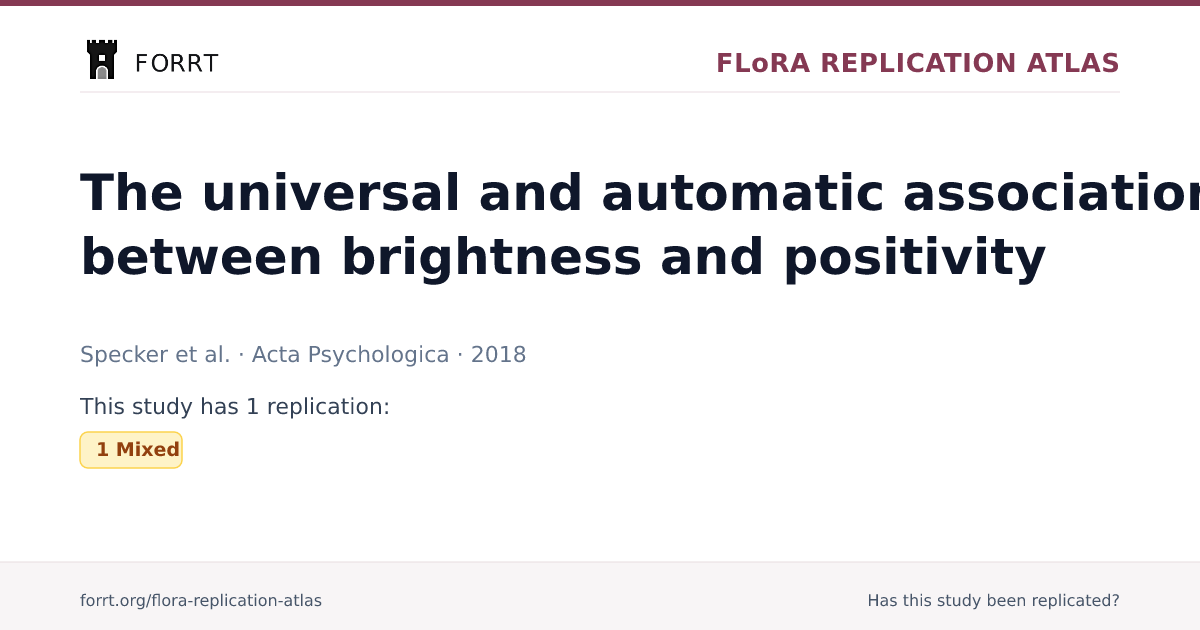 FORRT
FLoRA REPLICATION ATLAS
The universal and automatic association
between brightness and positivity
Specker et al. · Acta Psychologica · 2018
This study has 1 replication:
1 Mixed
forrt.org/flora-replication-atlas
Has this study been replicated?